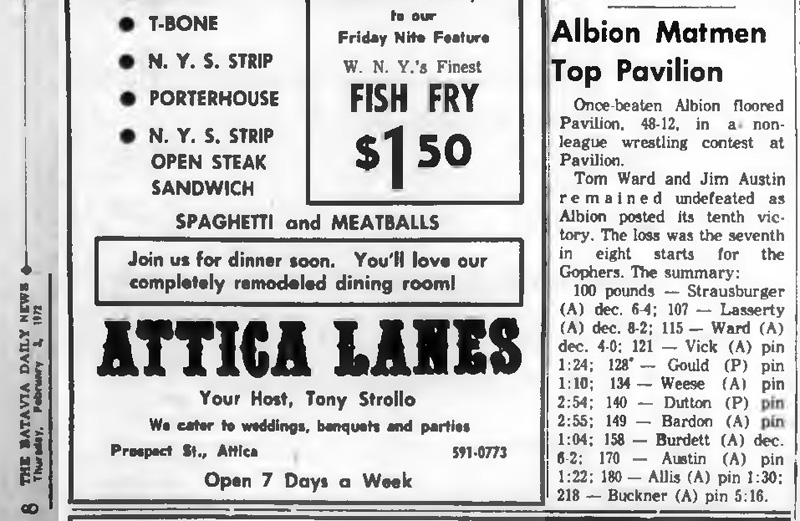 8 THE BATAVIA DAILY NEWS
Thursday, February 3, 1972
● T-BONE
● N. Y. S. STRIP
● PORTERHOUSE
● N. Y. S. STRIP
OPEN STEAK
SANDWICH
to our
Friday Nite Feature
W. N. Y.'s Finest
FISH FRY
$1 50
SPAGHETTI and MEATBALLS
Join us for dinner soon. You'll love our
completely remodeled dining room!
ATTICA LANES
Your Host, Tony Strollo
We cater to weddings, banquets and parties
Prospect St., Attica 591-0773
Open 7 Days a Week
Albion Matmen
Top Pavilion
Once-beaten Albion floored
Pavilion, 48-12, in a non-
league wrestling contest at
Pavilion.
Tom Ward and Jim Austin
remained undefeated as
Albion posted its tenth vic-
tory. The loss was the seventh
in eight starts for the
Gophers. The summary:
100 pounds — Strausburger
(A) dec. 6-4; 107 — Lasserty
(A) dec. 8-2; 115 — Ward (A)
dec. 4-0; 121 — Vick (A) pin
1:24; 128 — Gould (P) pin
1:10; 134 — Weese (A) pin
2:54; 140 — Dutton (P) pin
2:55; 149 — Bardon (A) pin
1:04; 158 — Burdett (A) dec.
6-2; 170 — Austin (A) pin
1:22; 180 — Allis (A) pin 1:30;
218 — Buckner (A) pin 5:16.